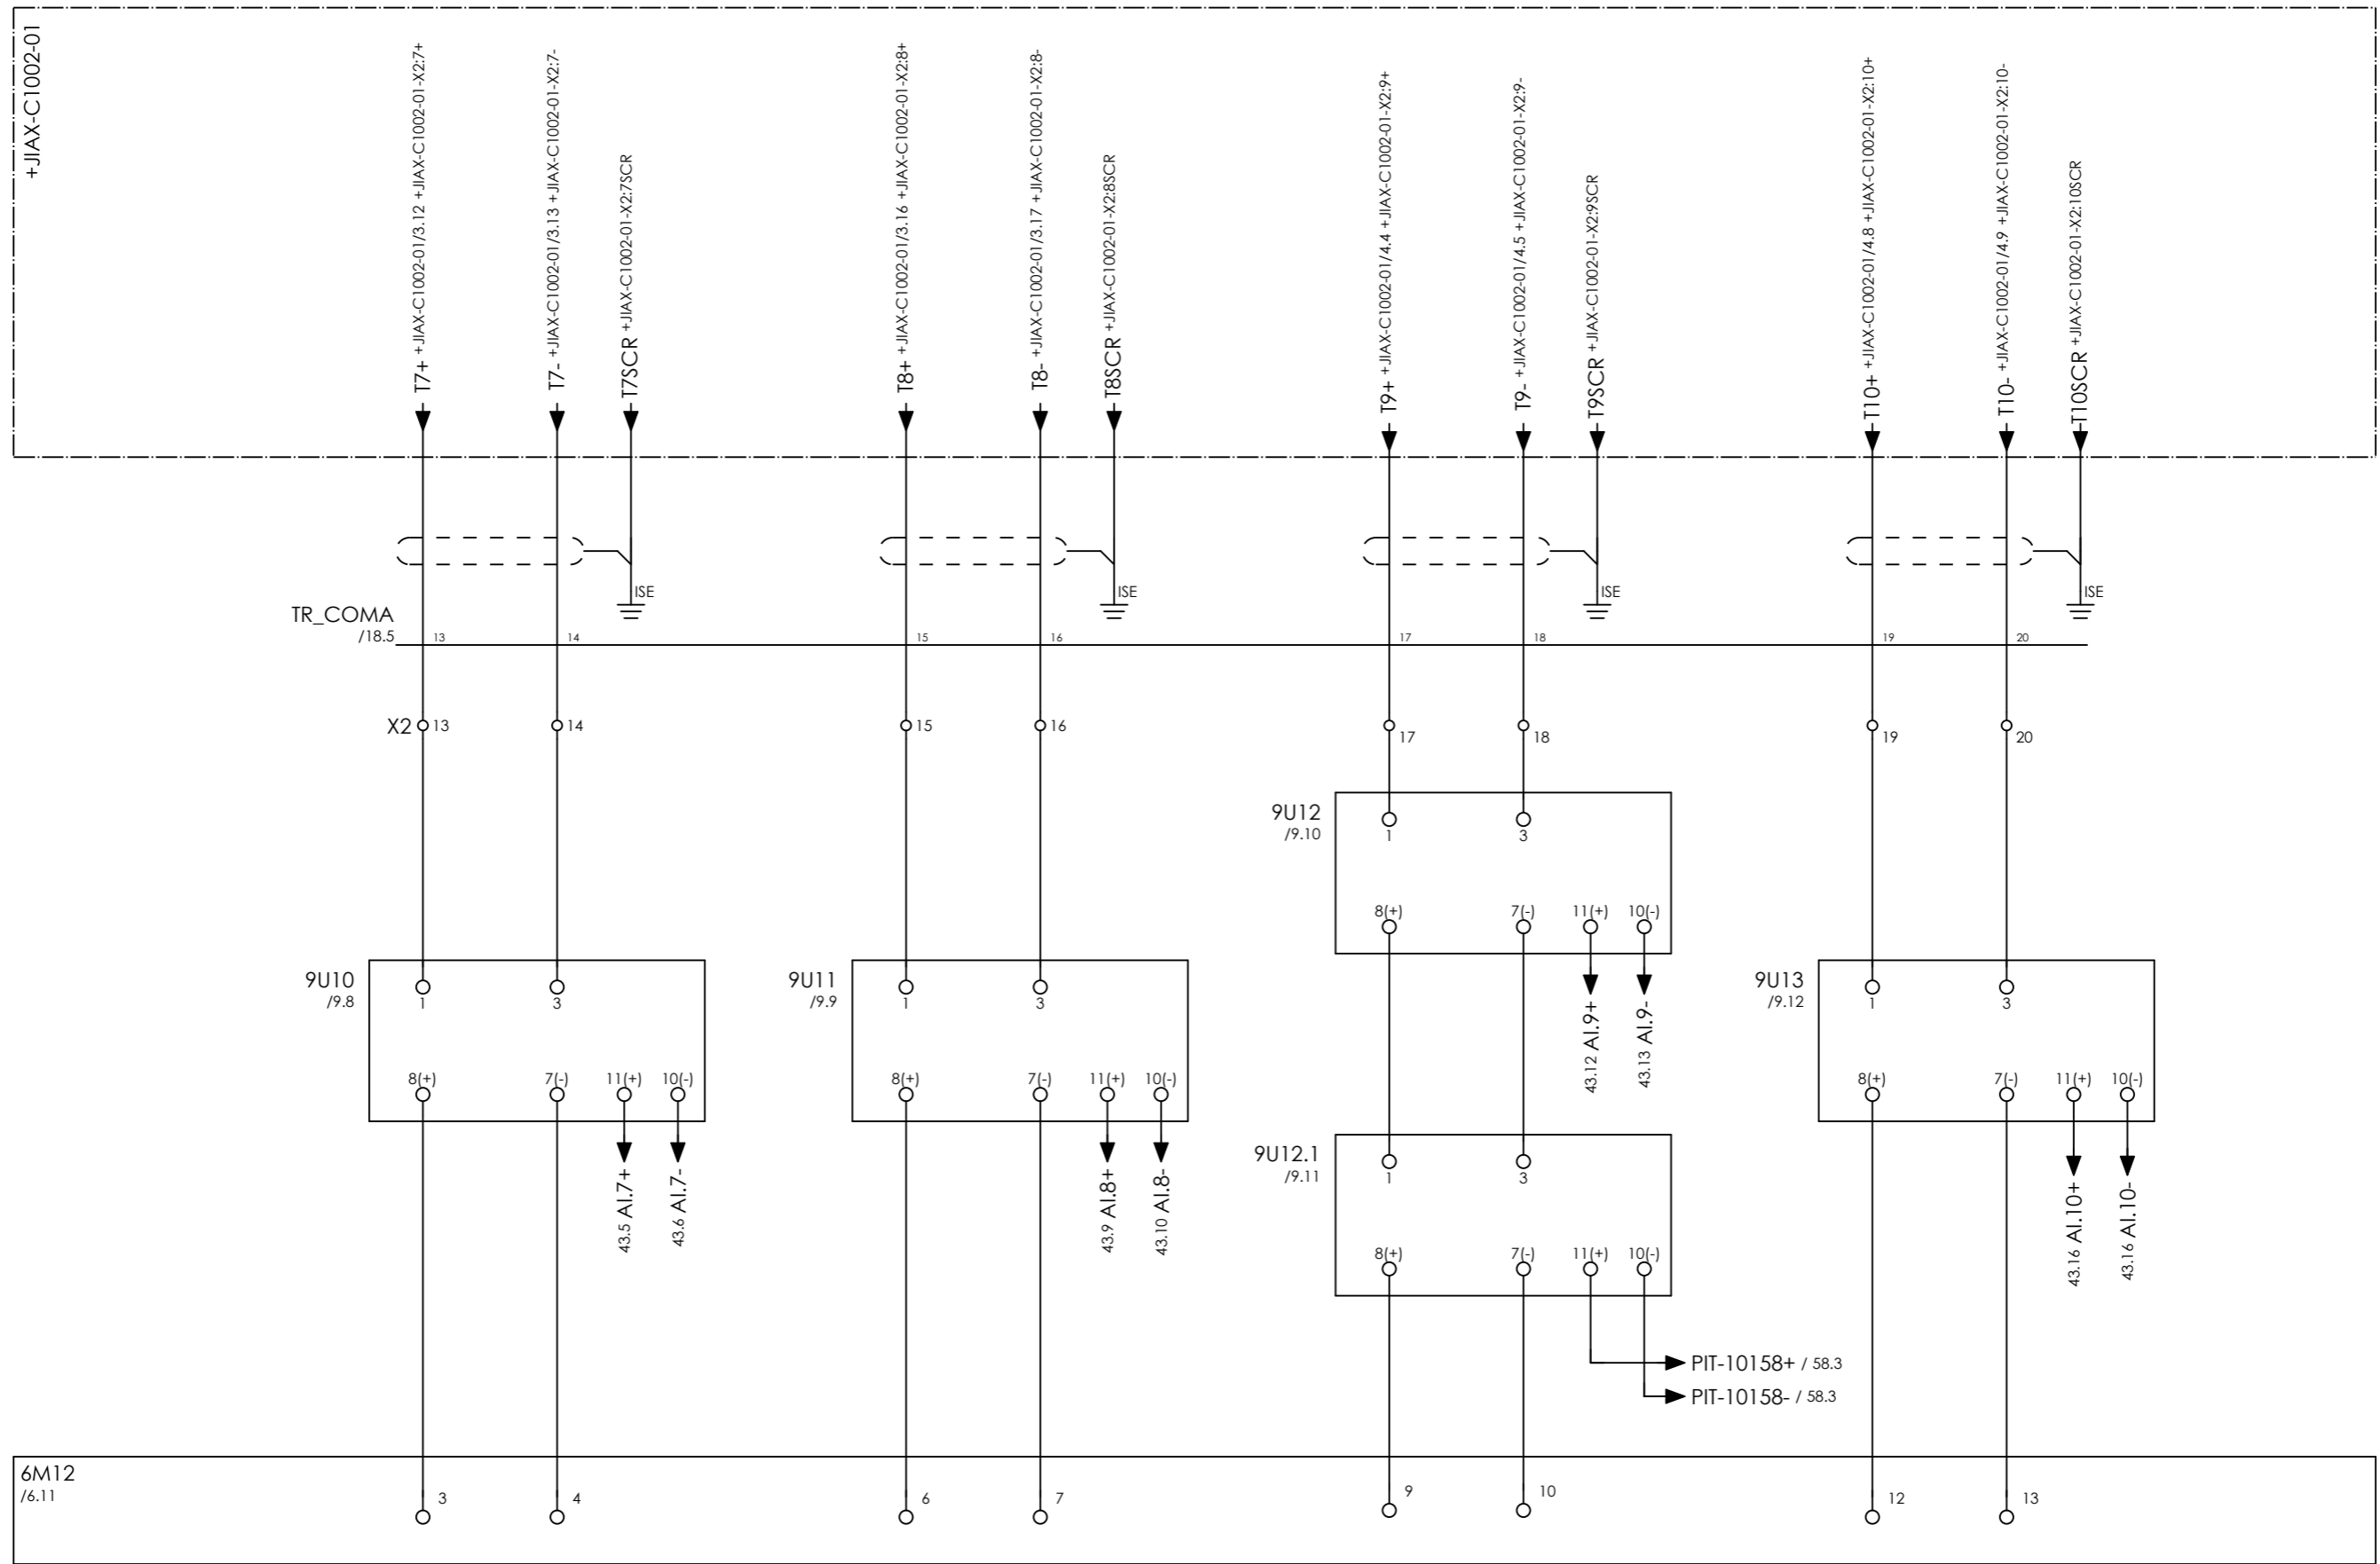 +JIAX-C1002-01
T7+ +JIAX-C1002-01/3.12 +JIAX-C1002-01-X2:7+
T7- +JIAX-C1002-01/3.13 +JIAX-C1002-01-X2:7-
T7SCR +JIAX-C1002-01-X2:7SCR
T8+ +JIAX-C1002-01/3.16 +JIAX-C1002-01-X2:8+
T8- +JIAX-C1002-01/3.17 +JIAX-C1002-01-X2:8-
T8SCR +JIAX-C1002-01-X2:8SCR
T9+ +JIAX-C1002-01/4.4 +JIAX-C1002-01-X2:9+
T9- +JIAX-C1002-01/4.5 +JIAX-C1002-01-X2:9-
T9SCR +JIAX-C1002-01-X2:9SCR
T10+ +JIAX-C1002-01/4.8 +JIAX-C1002-01-X2:10+
T10- +JIAX-C1002-01/4.9 +JIAX-C1002-01-X2:10-
T10SCR +JIAX-C1002-01-X2:10SCR
ISE ISE ISE ISE
TR_COMA
/18.5 13 14 15 16 17 18 19 20
X2 13 14 15 16 17 18 19 20
9U12
/9.10
1 3
8(+) 7(-) 11(+) 10(-)
43.12 AI.9+
43.13 AI.9-
9U10
/9.8
1 3
8(+) 7(-) 11(+) 10(-)
43.5 AI.7+
43.6 AI.7-
9U11
/9.9
1 3
8(+) 7(-) 11(+) 10(-)
43.9 AI.8+
43.10 AI.8-
9U13
/9.12
1 3
8(+) 7(-) 11(+) 10(-)
43.16 AI.10+
43.16 AI.10-
9U12.1
/9.11
1 3
8(+) 7(-) 11(+) 10(-)
PIT-10158+ / 58.3
PIT-10158- / 58.3
6M12
/6.11
3 4 6 7 9 10 12 13